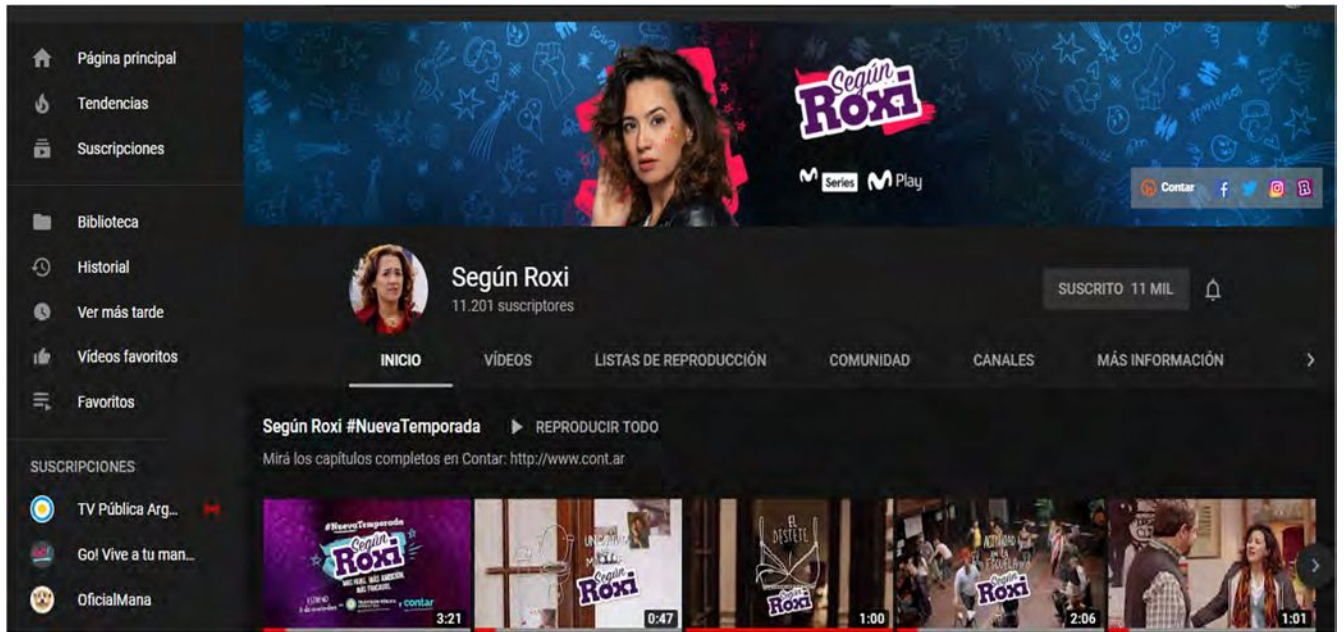 Página principal
Tendencias
Suscripciones
Biblioteca
Historial
Ver más tarde
Vídeos favoritos
Favoritos
SUSCRIPCIONES
TV Pública Arg...
Go! Vive a tu man...
OficialMana
Según
Roxi
Series Play
Contar
Según Roxi
11.201 suscriptores
SUSCRITO 11 MIL
INICIO VÍDEOS LISTAS DE REPRODUCCIÓN COMUNIDAD CANALES MÁS INFORMACIÓN
Según Roxi #NuevaTemporada REPRODUCIR TODO
Mirá los capítulos completos en Contar: http://www.cont.ar
#NuevaTemporada
Según
Roxi
contar
3:21
Según
Roxi
0:47
EL
DESTETE
Según
Roxi
1:00
ACTIVIDAD
EN LA
ESCUELA
Según
Roxi
2:06
1:01